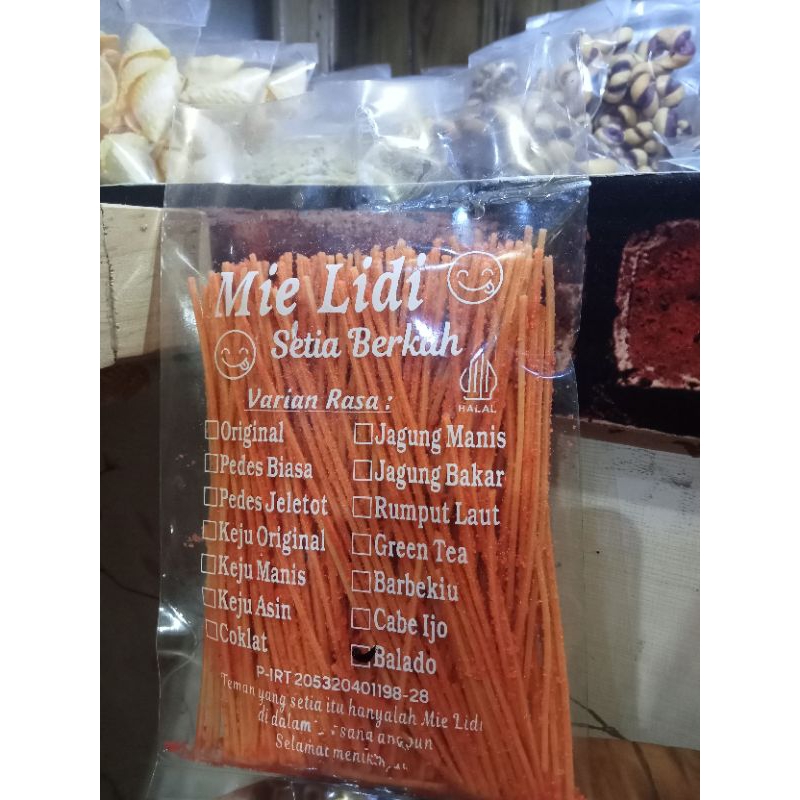 Mie Lidi
Setia Berkah
HALAL
Varian Rasa :
Original
Pedes Biasa
Pedes Jeletot
Keju Original
Keju Manis
Keju Asin
Coklat
Jagung Manis
Jagung Bakar
Rumput Laut
Green Tea
Barbekiu
Cabe Ijo
Balado
P-IRT 205320401198-28
Teman yang setia itu hanyalah Mie Lidi
di dalam
Selamat